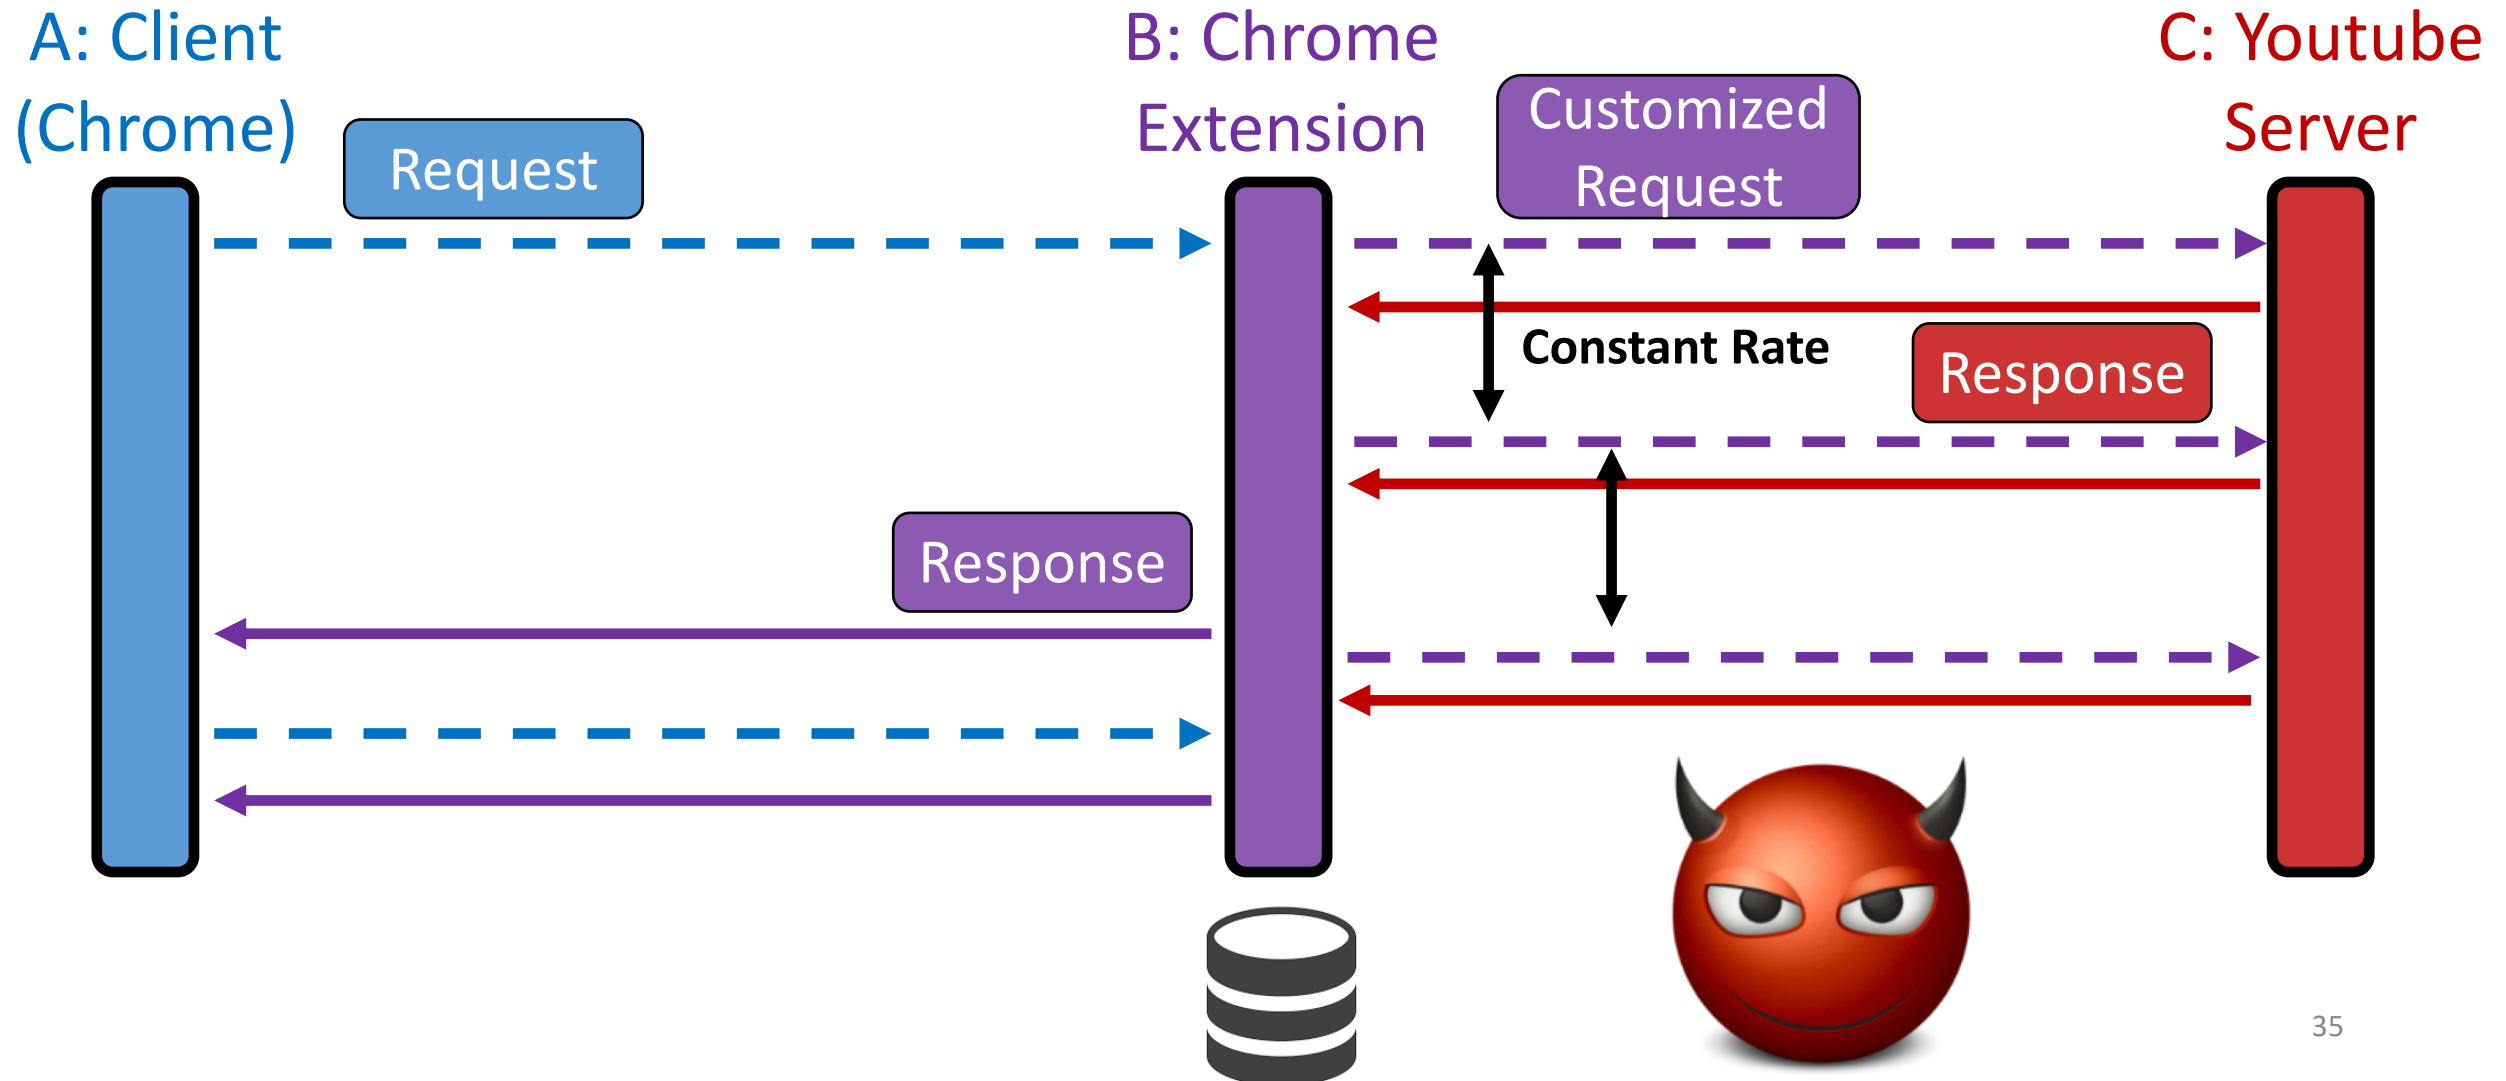 A: Client
(Chrome)
B: Chrome
Extension
C: Youtube
Server
Request
Customized
Request
Constant Rate
Response
Response
35